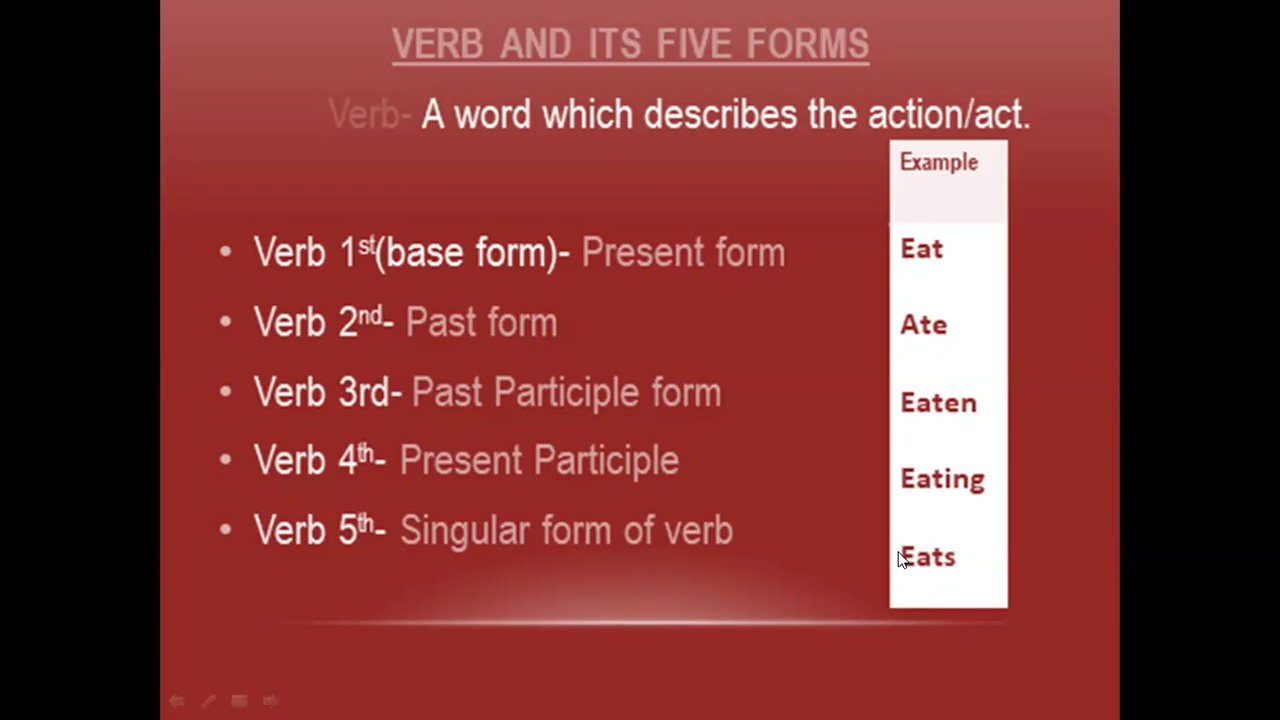 VERB AND ITS FIVE FORMS
Verb- A word which describes the action/act.
Example
• Verb 1st(base form)- Present form
Eat
• Verb 2nd- Past form
Ate
• Verb 3rd- Past Participle form
Eaten
• Verb 4th- Present Participle
Eating
• Verb 5th- Singular form of verb
Eats